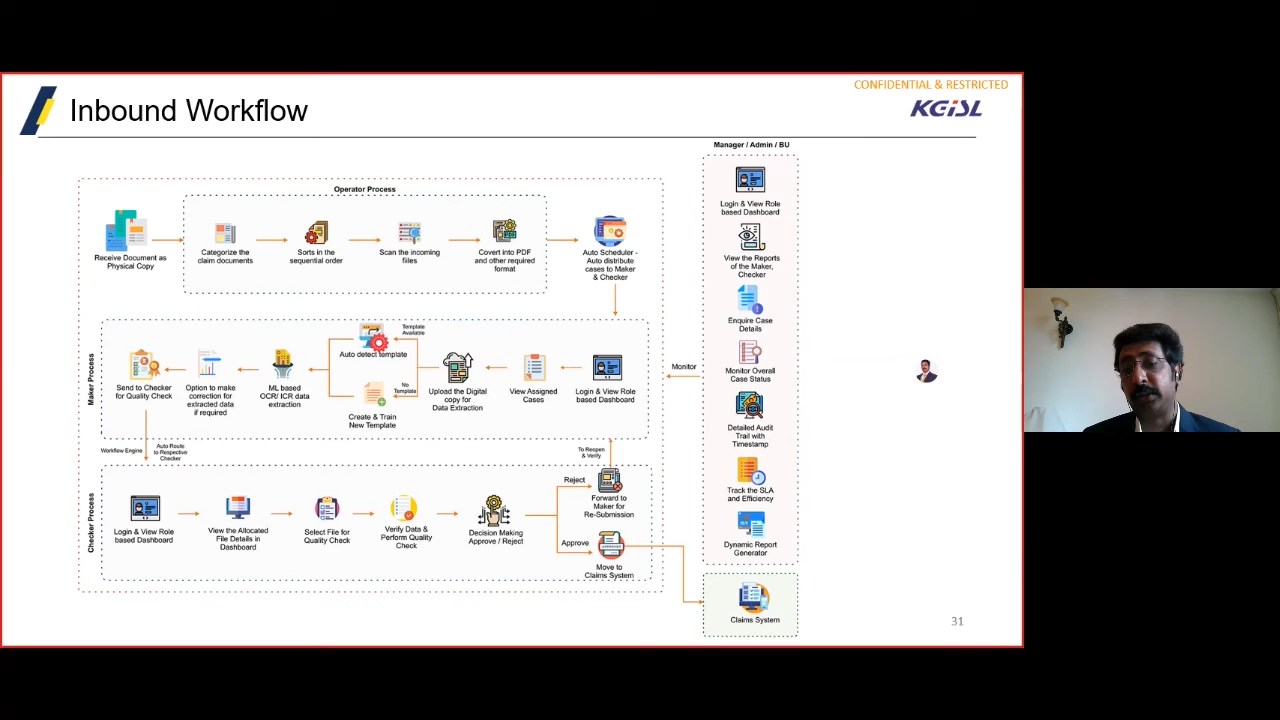 CONFIDENTIAL & RESTRICTED
Inbound Workflow
KGiSL
Manager / Admin / BU
Operator Process
Receive Document as
Physical Copy
Categorize the
claim documents
Sorts in the
sequential order
Scan the incoming
files
Covert into PDF
and other required
format
Auto Scheduler -
Auto distribute
cases to Maker
& Checker
Maker Process
Login & View Role
based Dashboard
View Assigned
Cases
Upload the Digital
copy for
Data Extraction
Template
Available
Auto detect template
No
Template
Create & Train
New Template
ML based
OCR/ ICR data
extraction
Option to make
correction for
extracted data
if required
Send to Checker
for Quality Check
Workflow Engine
Auto Route
to Respective
Checker
Checker Process
Login & View Role
based Dashboard
View the Allocated
File Details in
Dashboard
Select File for
Quality Check
Verify Data &
Perform Quality
Check
Decision Making
Approve / Reject
Reject
To Reopen
& Verify
Forward to
Maker for
Re-Submission
Approve
Move to
Claims System
Monitor
Login & View Role
based Dashboard
View the Reports
of the Maker,
Checker
Enquire Case
Details
Monitor Overall
Case Status
Detailed Audit
Trail with
Timestamp
Track the SLA
and Efficiency
Dynamic Report
Generator
Claims System
31